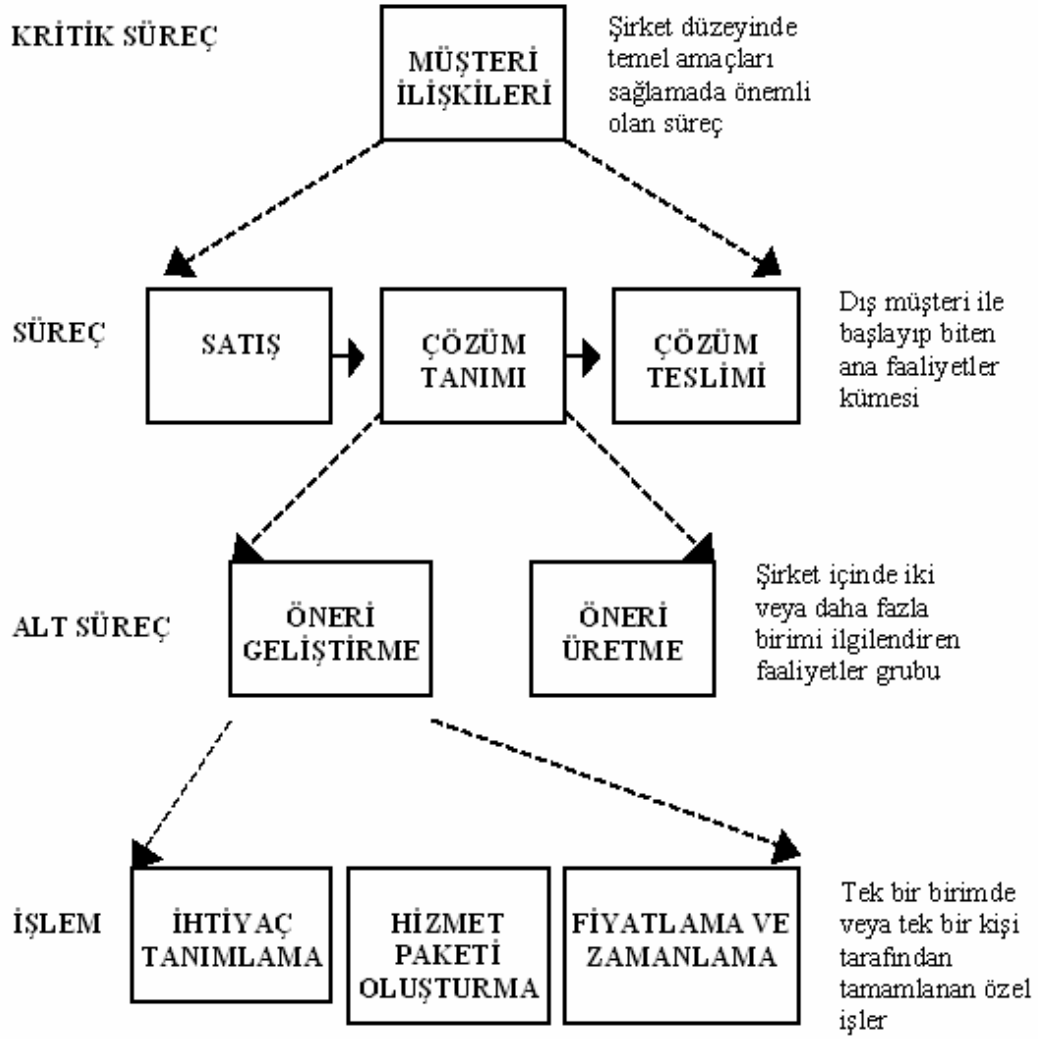 KRİTİK SÜREÇ
MÜŞTERİ
İLİŞKİLERİ
Şirket düzeyinde
temel amaçları
sağlamada önemli
olan süreç
SÜREÇ
SATIŞ
ÇÖZÜM
TANIMI
ÇÖZÜM
TESLİMİ
Dış müşteri ile
başlayıp biten
ana faaliyetler
kümesi
ALT SÜREÇ
ÖNERİ
GELİŞTİRME
ÖNERİ
ÜRETME
Şirket içinde iki
veya daha fazla
birimi ilgilendiren
faaliyetler grubu
İŞLEM
İHTİYAÇ
TANIMLAMA
HİZMET
PAKETİ
OLUŞTURMA
FİYATLAMA VE
ZAMANLAMA
Tek bir birimde
veya tek bir kişi
tarafından
tamamlanan özel
işler